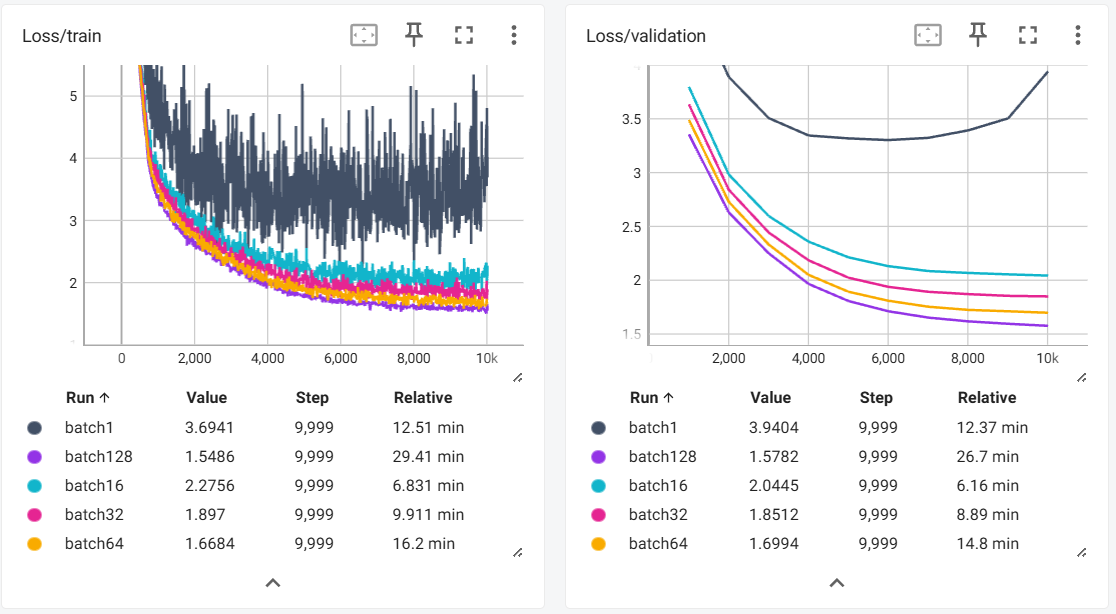 Loss/train
5
4
3
2
0 2,000 4,000 6,000 8,000 10k
Run ↑ Value Step Relative
batch1 3.6941 9,999 12.51 min
batch128 1.5486 9,999 29.41 min
batch16 2.2756 9,999 6.831 min
batch32 1.897 9,999 9.911 min
batch64 1.6684 9,999 16.2 min
Loss/validation
3.5
3
2.5
2
1.5
2,000 4,000 6,000 8,000 10k
Run ↑ Value Step Relative
batch1 3.9404 9,999 12.37 min
batch128 1.5782 9,999 26.7 min
batch16 2.0445 9,999 6.16 min
batch32 1.8512 9,999 8.89 min
batch64 1.6994 9,999 14.8 min